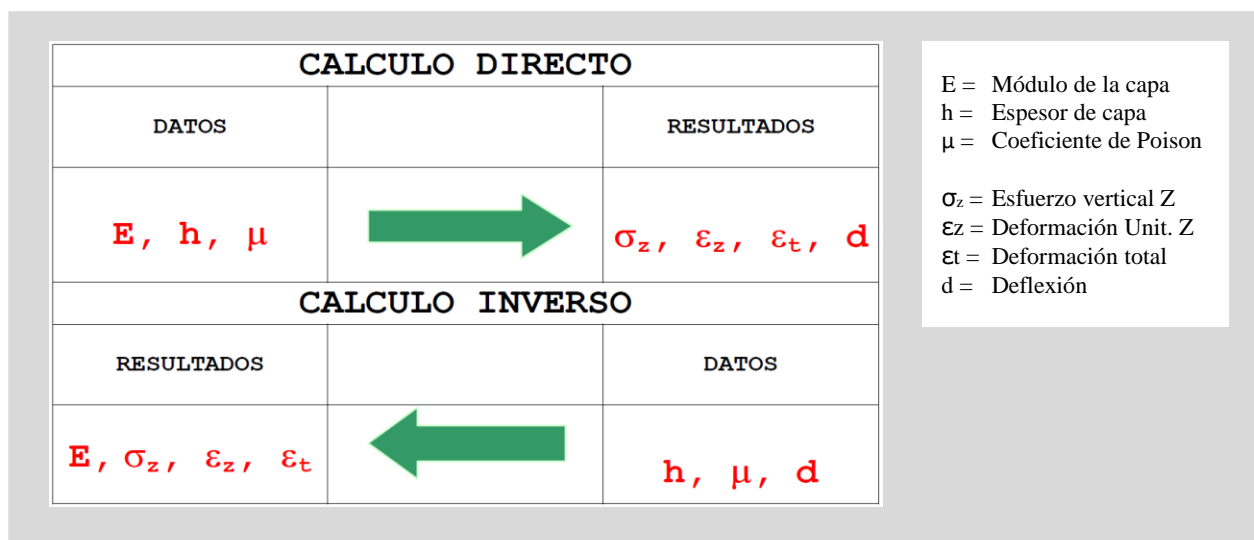 CALCULO DIRECTO
DATOS
RESULTADOS
E, h, μ
σz, εz, εt, d
CALCULO INVERSO
RESULTADOS
DATOS
E, σz, εz, εt
h, μ, d
E = Módulo de la capa
h = Espesor de capa
μ = Coeficiente de Poison
σz = Esfuerzo vertical Z
εz = Deformación Unit. Z
εt = Deformación total
d = Deflexión